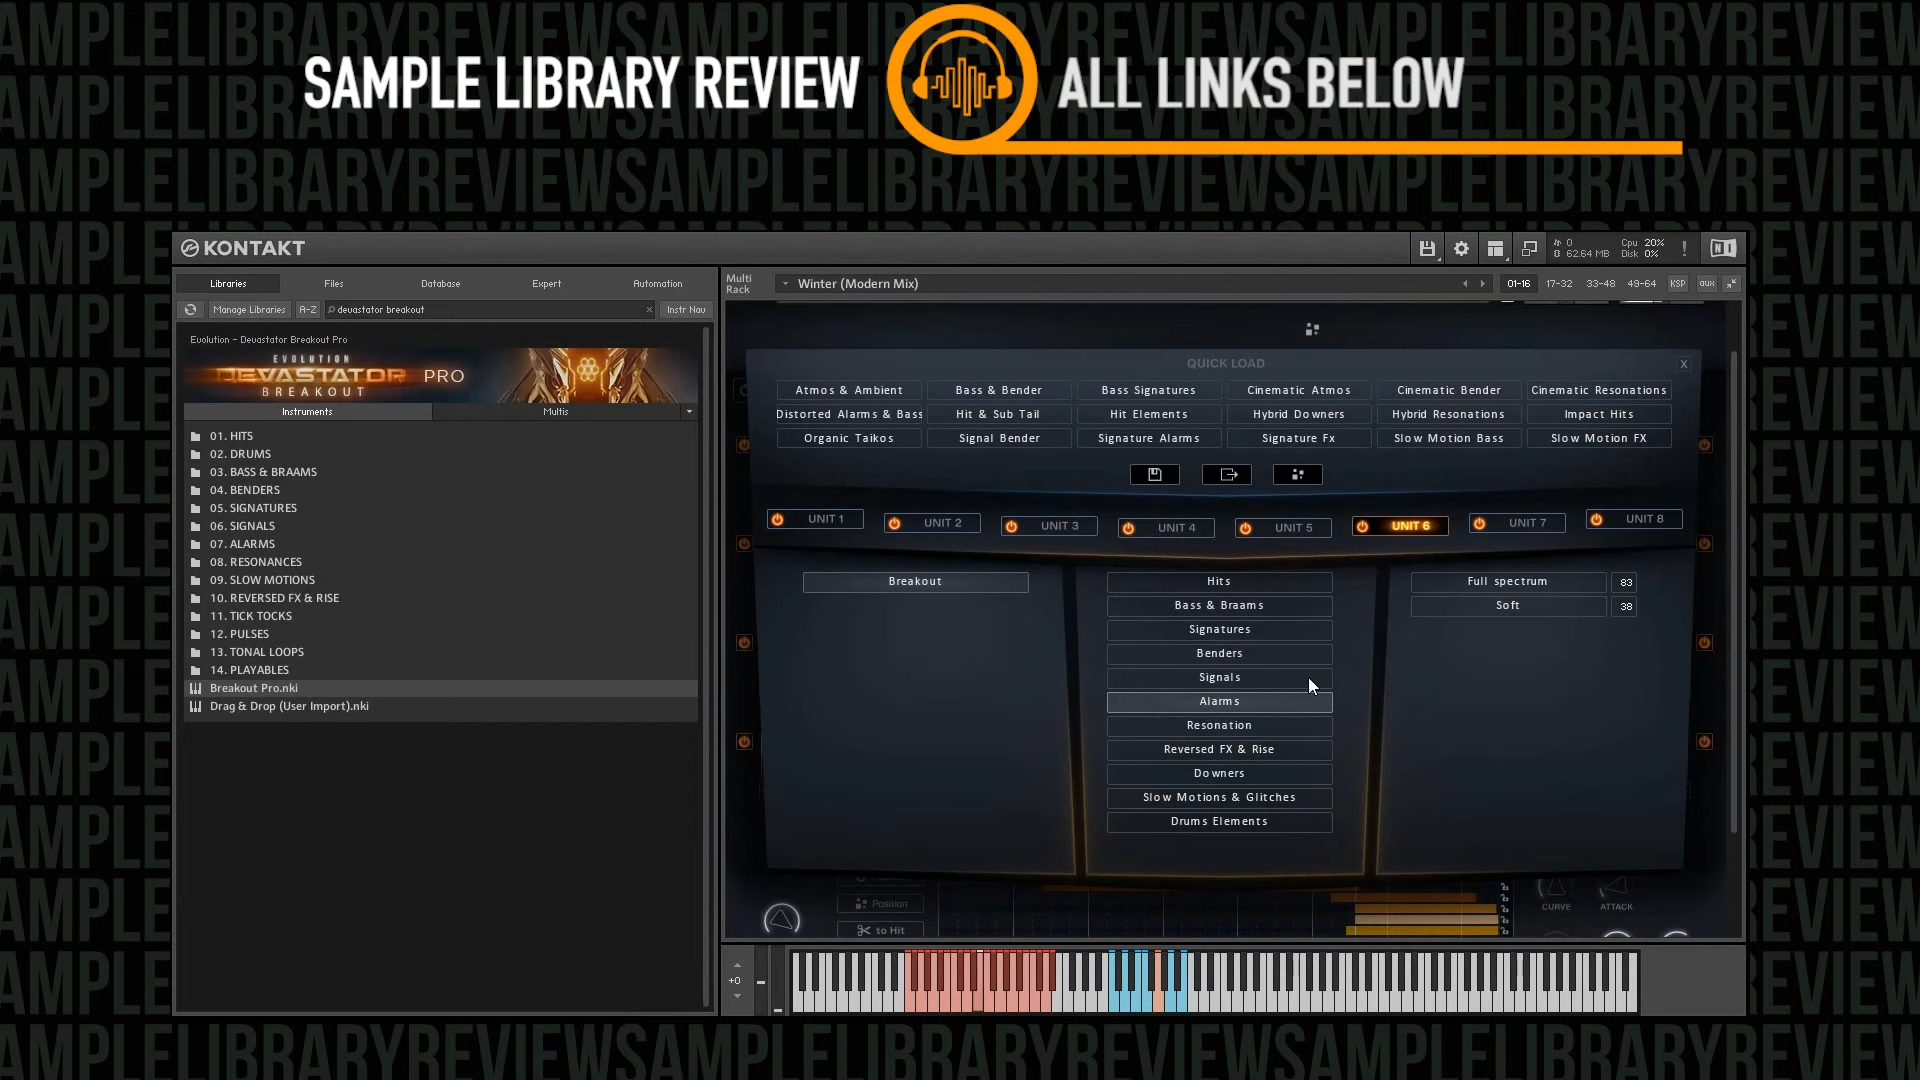 SAMPLE LIBRARY REVIEW
ALL LINKS BELOW
KONTAKT
0
62.64 MB
Cpu 20%
Disk 0%
!
NI
Libraries
Files
Database
Expert
Automation
Manage Libraries
A-Z
devastator breakout
×
Instr Nav
Evolution - Devastator Breakout Pro
EVOLUTION
DEVASTATOR
BREAKOUT
PRO
Instruments
Multis
01. HITS
02. DRUMS
03. BASS & BRAAMS
04. BENDERS
05. SIGNATURES
06. SIGNALS
07. ALARMS
08. RESONANCES
09. SLOW MOTIONS
10. REVERSED FX & RISE
11. TICK TOCKS
12. PULSES
13. TONAL LOOPS
14. PLAYABLES
Breakout Pro.nki
Drag & Drop (User Import).nki
Multi Rack
Winter (Modern Mix)
01-16
17-32
33-48
49-64
KSP
aux
QUICK LOAD
X
Atmos & Ambient
Bass & Bender
Bass Signatures
Cinematic Atmos
Cinematic Bender
Cinematic Resonations
Distorted Alarms & Bass
Hit & Sub Tail
Hit Elements
Hybrid Downers
Hybrid Resonations
Impact Hits
Organic Taikos
Signal Bender
Signature Alarms
Signature Fx
Slow Motion Bass
Slow Motion FX
UNIT 1
UNIT 2
UNIT 3
UNIT 4
UNIT 5
UNIT 6
UNIT 7
UNIT 8
Breakout
Hits
Bass & Braams
Signatures
Benders
Signals
Alarms
Resonation
Reversed FX & Rise
Downers
Slow Motions & Glitches
Drums Elements
Full spectrum
83
Soft
38
Position
to Hit
CURVE
ATTACK
+0